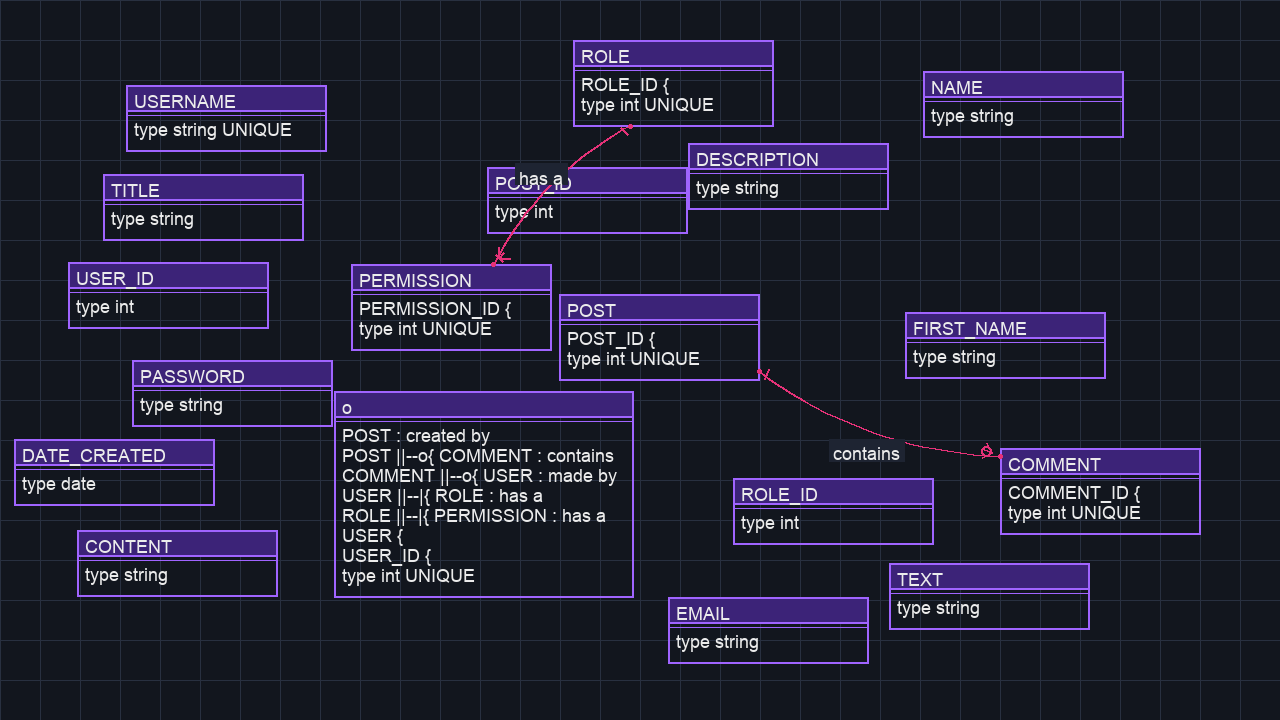 ROLE
ROLE_ID {
type int UNIQUE
NAME
type string
USERNAME
type string UNIQUE
DESCRIPTION
type string
has a
POST_ID
type int
TITLE
type string
USER_ID
type int
PERMISSION
PERMISSION_ID {
type int UNIQUE
POST
POST_ID {
type int UNIQUE
FIRST_NAME
type string
PASSWORD
type string
o
POST : created by
POST ||--o{ COMMENT : contains
COMMENT ||--o{ USER : made by
USER ||--|{ ROLE : has a
ROLE ||--|{ PERMISSION : has a
USER {
USER_ID {
type int UNIQUE
DATE_CREATED
type date
contains
COMMENT
COMMENT_ID {
type int UNIQUE
ROLE_ID
type int
CONTENT
type string
TEXT
type string
EMAIL
type string